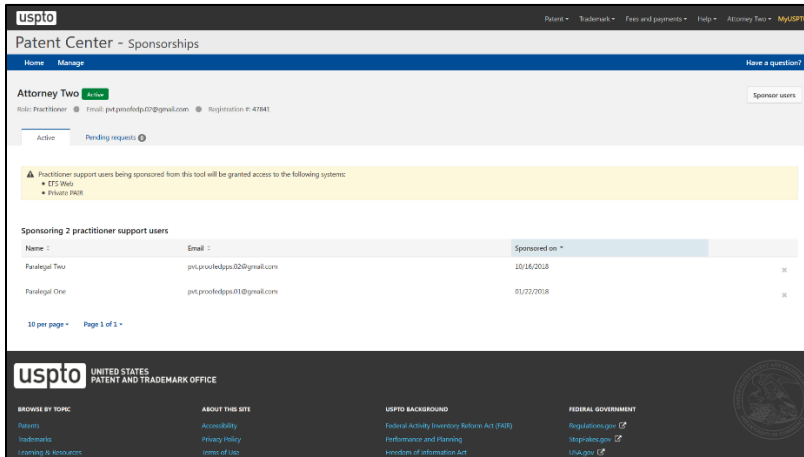 uspto
Patent Trademark Fees and payments Help Attorney Two MyUSPT
Patent Center - Sponsorships
Home Manage Have a question?
Attorney Two Active
Sponsor users
Role: Practitioner Email: pvt.proofedp.02@gmail.com Registration #: 47841
Active Pending requests 0
Practitioner support users being sponsored from this tool will be granted access to the following systems:
EFS Web
Private PAIR
Sponsoring 2 practitioner support users
Name Email Sponsored on
Paralegal Two pvt.proofedpps.02@gmail.com 10/16/2018
Paralegal One pvt.proofedpps.01@gmail.com 01/22/2018
10 per page Page 1 of 1
uspto UNITED STATES
PATENT AND TRADEMARK OFFICE
BROWSE BY TOPIC ABOUT THIS SITE USPTO BACKGROUND FEDERAL GOVERNMENT
Patents Accessibility Federal Activity Inventory Reform Act (FAIR) Regulations.gov
Trademarks Privacy Policy Performance and Planning StopFakes.gov
Learning & Resources Terms of Use Freedom of Information Act USA.gov